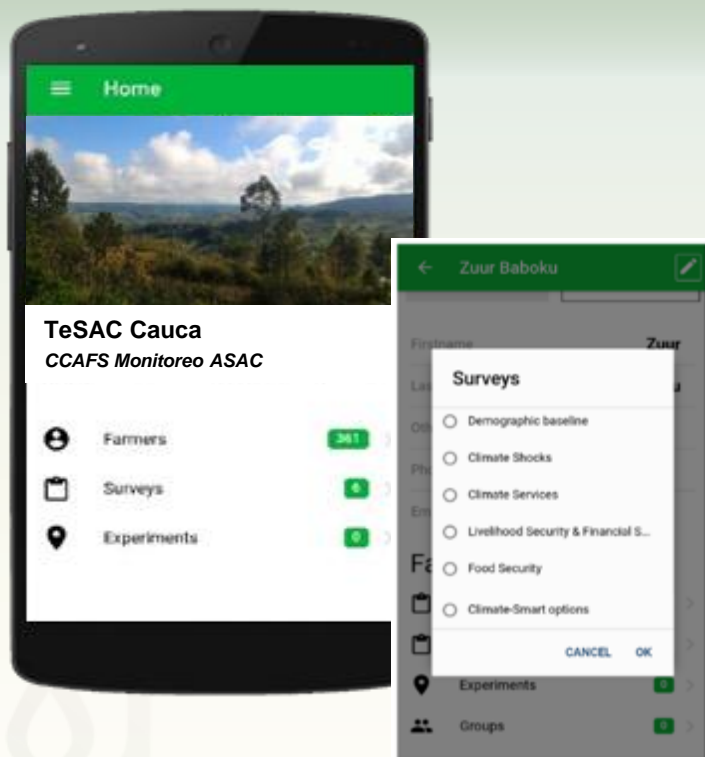 Home
TeSAC Cauca
CCAFS Monitoreo ASAC
Farmers 361
Surveys 6
Experiments 0
Zuur Baboku
Firstname Zuur
Surveys
Demographic baseline
Climate Shocks
Climate Services
Livelihood Security & Financial S...
Food Security
Climate-Smart options
CANCEL OK
Experiments 0
Groups 0